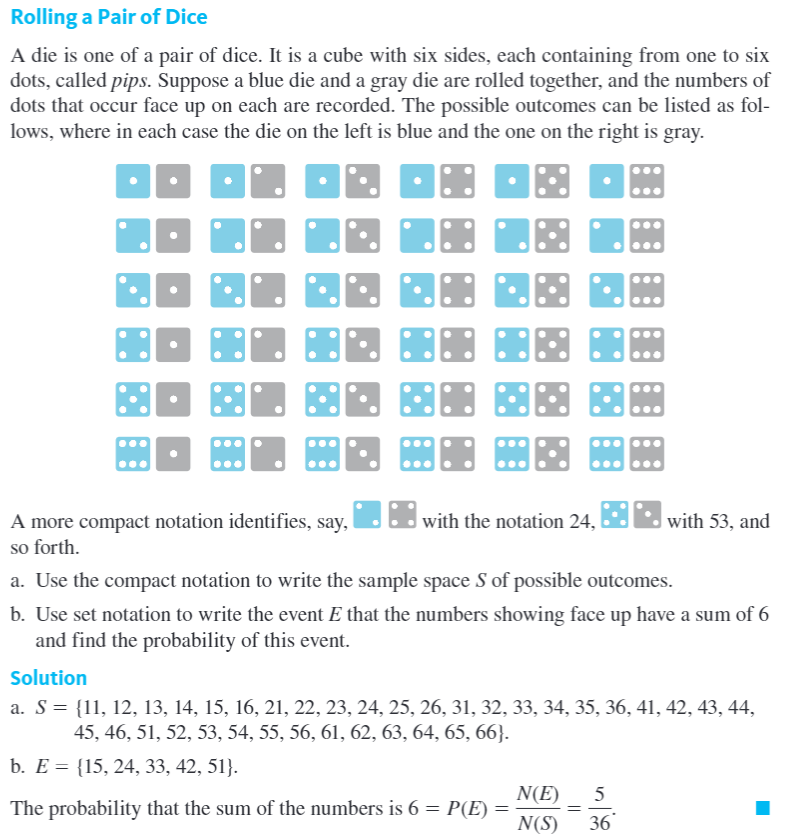 Rolling a Pair of Dice
A die is one of a pair of dice. It is a cube with six sides, each containing from one to six
dots, called pips. Suppose a blue die and a gray die are rolled together, and the numbers of
dots that occur face up on each are recorded. The possible outcomes can be listed as fol-
lows, where in each case the die on the left is blue and the one on the right is gray.
A more compact notation identifies, say, with the notation 24, with 53, and
so forth.
a. Use the compact notation to write the sample space S of possible outcomes.
b. Use set notation to write the event E that the numbers showing face up have a sum of 6
and find the probability of this event.
Solution
a. S = {11, 12, 13, 14, 15, 16, 21, 22, 23, 24, 25, 26, 31, 32, 33, 34, 35, 36, 41, 42, 43, 44,
45, 46, 51, 52, 53, 54, 55, 56, 61, 62, 63, 64, 65, 66}.
b. E = {15, 24, 33, 42, 51}.
The probability that the sum of the numbers is 6 = P(E) = N(E)/N(S) = 5/36.